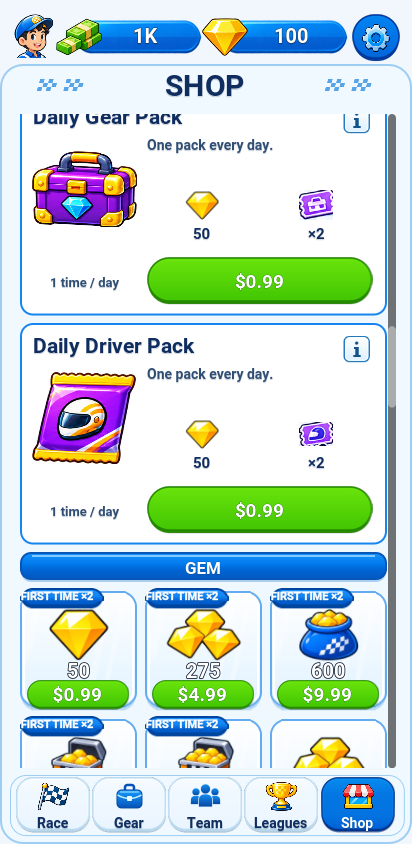 1K
100
SHOP
Daily Gear Pack
i
One pack every day.
50
×2
1 time / day
$0.99
Daily Driver Pack
i
One pack every day.
50
×2
1 time / day
$0.99
GEM
FIRST TIME ×2
FIRST TIME ×2
FIRST TIME ×2
50
275
600
$0.99
$4.99
$9.99
FIRST TIME ×2
FIRST TIME ×2
Race
Gear
Team
Leagues
Shop